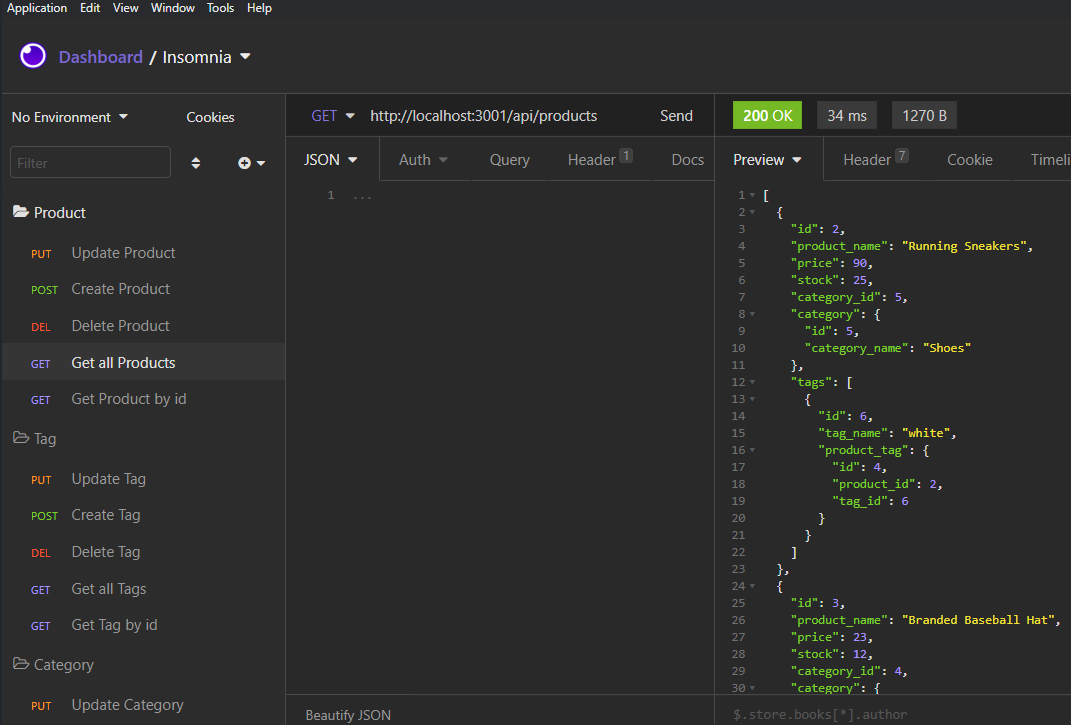 Application Edit View Window Tools Help
Dashboard / Insomnia
No Environment Cookies
Filter
Product
PUT Update Product
POST Create Product
DEL Delete Product
GET Get all Products
GET Get Product by id
Tag
PUT Update Tag
POST Create Tag
DEL Delete Tag
GET Get all Tags
GET Get Tag by id
Category
PUT Update Category
GET http://localhost:3001/api/products Send
JSON Auth Query Header 1 Docs
1 ...
Beautify JSON
200 OK 34 ms 1270 B
Preview Header 7 Cookie Timeli
1 [
2 {
3 "id": 2,
4 "product_name": "Running Sneakers",
5 "price": 90,
6 "stock": 25,
7 "category_id": 5,
8 "category": {
9 "id": 5,
10 "category_name": "Shoes"
11 },
12 "tags": [
13 {
14 "id": 6,
15 "tag_name": "white",
16 "product_tag": {
17 "id": 4,
18 "product_id": 2,
19 "tag_id": 6
20 }
21 }
22 ]
23 },
24 {
25 "id": 3,
26 "product_name": "Branded Baseball Hat",
27 "price": 23,
28 "stock": 12,
29 "category_id": 4,
30 "category": {
$.store.books[*].author